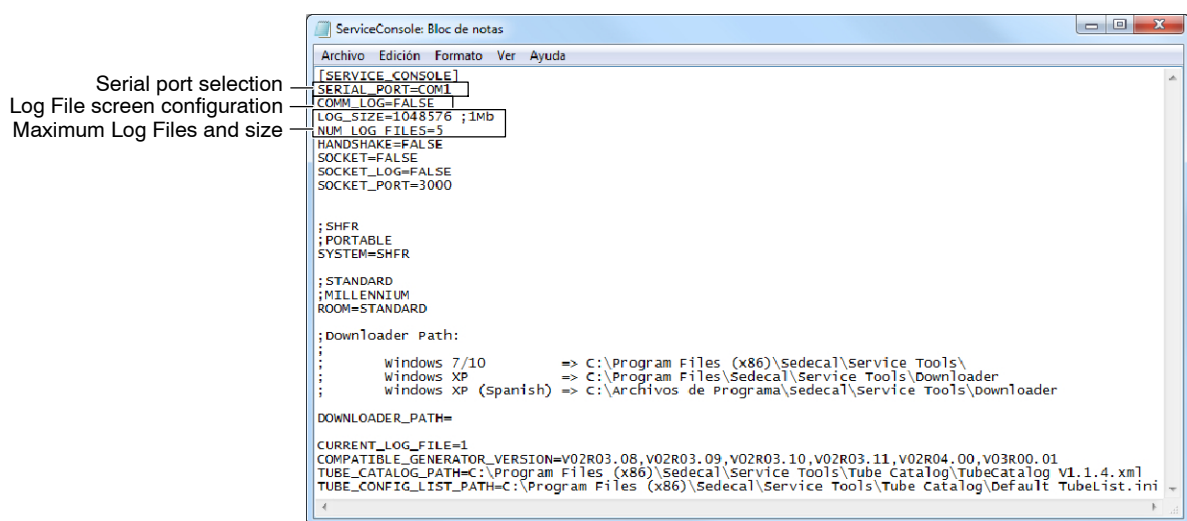 Serial port selection
Log File screen configuration
Maximum Log Files and size
ServiceConsole: Bloc de notas
Archivo Edición Formato Ver Ayuda
[SERVICE_CONSOLE]
SERIAL_PORT=COM1
COMM_LOG=FALSE
LOG_SIZE=1048576 ;1Mb
NUM_LOG_FILES=5
HANDSHAKE=FALSE
SOCKET=FALSE
SOCKET_LOG=FALSE
SOCKET_PORT=3000
;SHFR
;PORTABLE
SYSTEM=SHFR
;STANDARD
;MILLENNIUM
ROOM=STANDARD
;Downloader Path:
;
; Windows 7/10 => C:\Program Files (x86)\Sedecal\Service Tools\
; Windows XP => C:\Program Files\Sedecal\Service Tools\Downloader
; Windows XP (Spanish) => C:\Archivos de Programa\Sedecal\Service Tools\Downloader
DOWNLOADER_PATH=
CURRENT_LOG_FILE=1
COMPATIBLE_GENERATOR_VERSION=V02R03.08,V02R03.09,V02R03.10,V02R03.11,V02R04.00,V03R00.01
TUBE_CATALOG_PATH=C:\Program Files (x86)\Sedecal\Service Tools\Tube Catalog\TubeCatalog V1.1.4.xml
TUBE_CONFIG_LIST_PATH=C:\Program Files (x86)\Sedecal\Service Tools\Tube Catalog\Default TubeList.ini